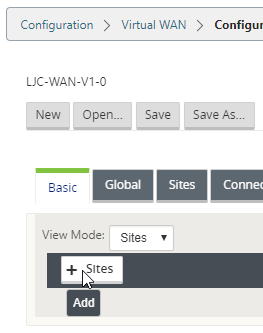 Configuration > Virtual WAN > Configur
LJC-WAN-V1-0
New Open... Save Save As...
Basic Global Sites Connec
View Mode: Sites
+ Sites
Add